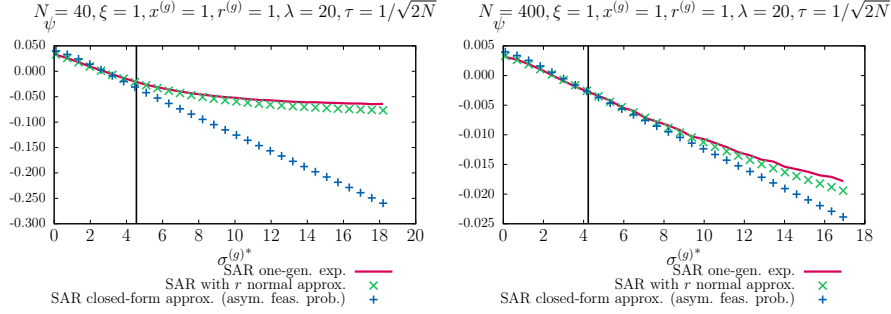 N = 40, ξ = 1, x^(g) = 1, r^(g) = 1, λ = 20, τ = 1/√2N
ψ
0.050
0.000
-0.050
-0.100
-0.150
-0.200
-0.250
-0.300
0 2 4 6 8 10 12 14 16 18 20
σ^(g)*
SAR one-gen. exp.
SAR with r normal approx.
SAR closed-form approx. (asym. feas. prob.)
N = 400, ξ = 1, x^(g) = 1, r^(g) = 1, λ = 20, τ = 1/√2N
ψ
0.005
0.000
-0.005
-0.010
-0.015
-0.020
-0.025
0 2 4 6 8 10 12 14 16 18
σ^(g)*
SAR one-gen. exp.
SAR with r normal approx.
SAR closed-form approx. (asym. feas. prob.)